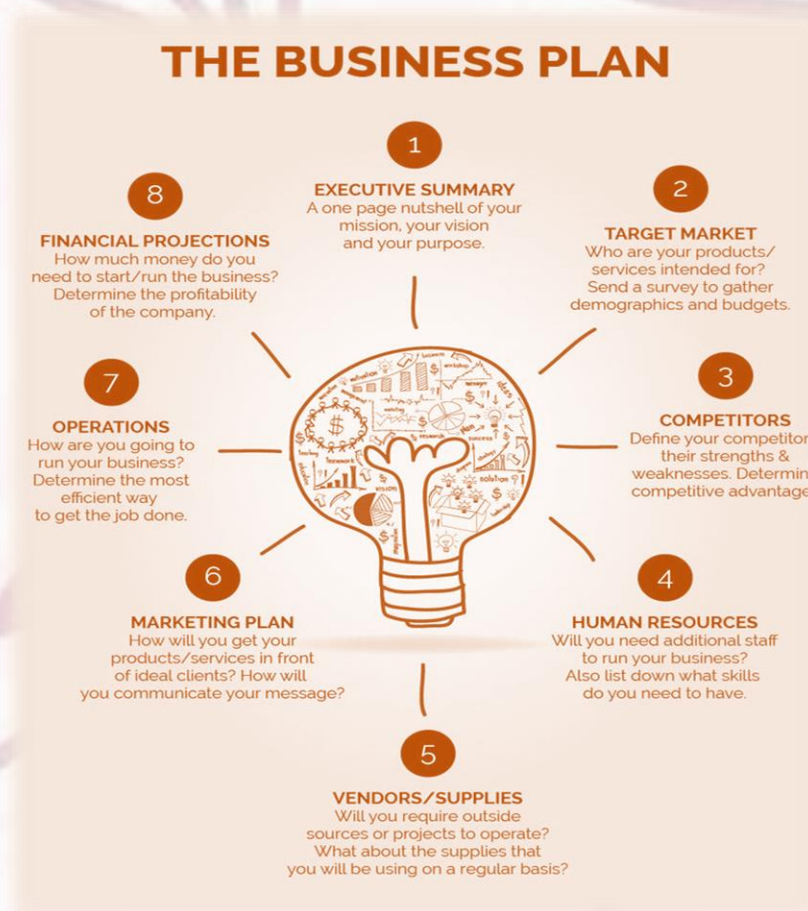 THE BUSINESS PLAN
1
EXECUTIVE SUMMARY
A one page nutshell of your
mission, your vision
and your purpose.
2
TARGET MARKET
Who are your products/
services intended for?
Send a survey to gather
demographics and budgets.
3
COMPETITORS
Define your competitor
their strengths &
weaknesses. Determin
competitive advantage
4
HUMAN RESOURCES
Will you need additional staff
to run your business?
Also list down what skills
do you need to have.
5
VENDORS/SUPPLIES
Will you require outside
sources or projects to operate?
What about the supplies that
you will be using on a regular basis?
6
MARKETING PLAN
How will you get your
products/services in front
of ideal clients? How will
you communicate your message?
7
OPERATIONS
How are you going to
run your business?
Determine the most
efficient way
to get the job done.
8
FINANCIAL PROJECTIONS
How much money do you
need to start/run the business?
Determine the profitability
of the company.
research
success
solution
ideas